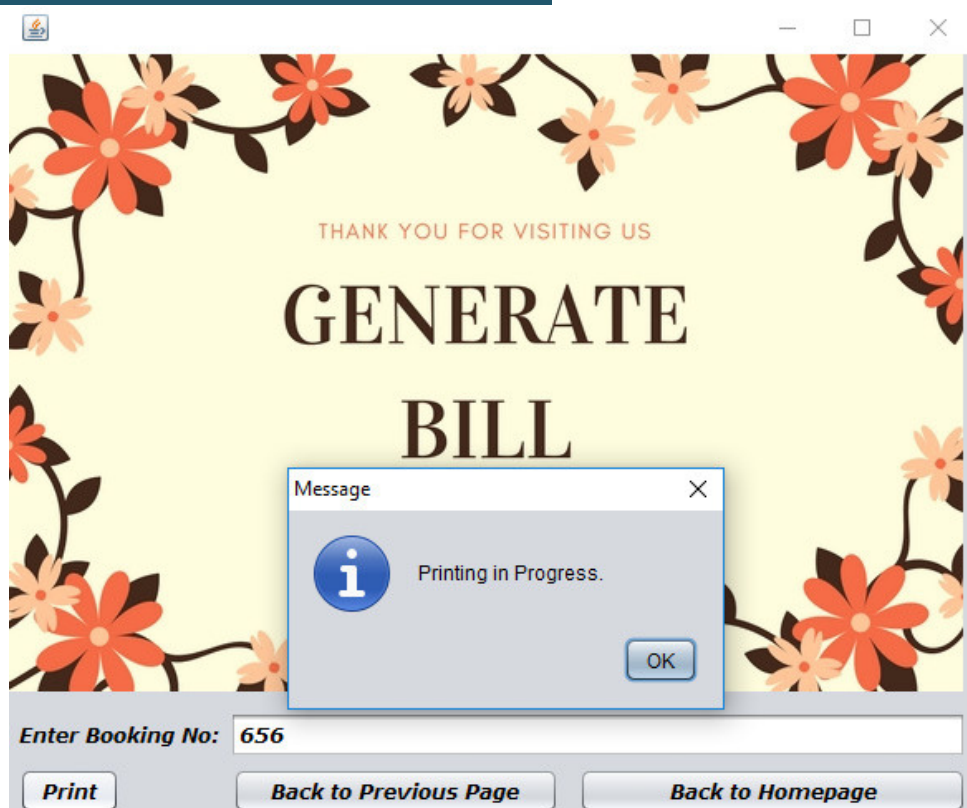 THANK YOU FOR VISITING US
GENERATE
BILL
Message
Printing in Progress.
OK
Enter Booking No: 656
Print Back to Previous Page Back to Homepage